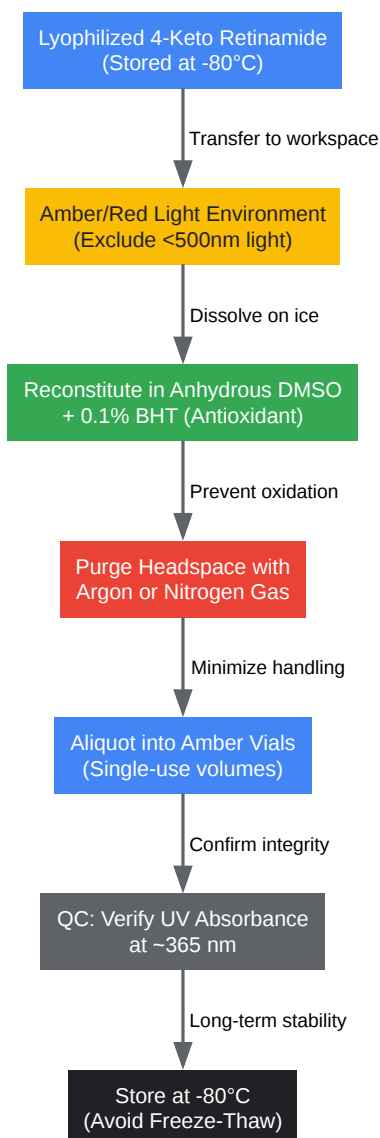 Lyophilized 4-Keto Retinamide
(Stored at -80°C)
Transfer to workspace
Amber/Red Light Environment
(Exclude <500nm light)
Dissolve on ice
Reconstitute in Anhydrous DMSO
+ 0.1% BHT (Antioxidant)
Prevent oxidation
Purge Headspace with
Argon or Nitrogen Gas
Minimize handling
Aliquot into Amber Vials
(Single-use volumes)
Confirm integrity
QC: Verify UV Absorbance
at ~365 nm
Long-term stability
Store at -80°C
(Avoid Freeze-Thaw)